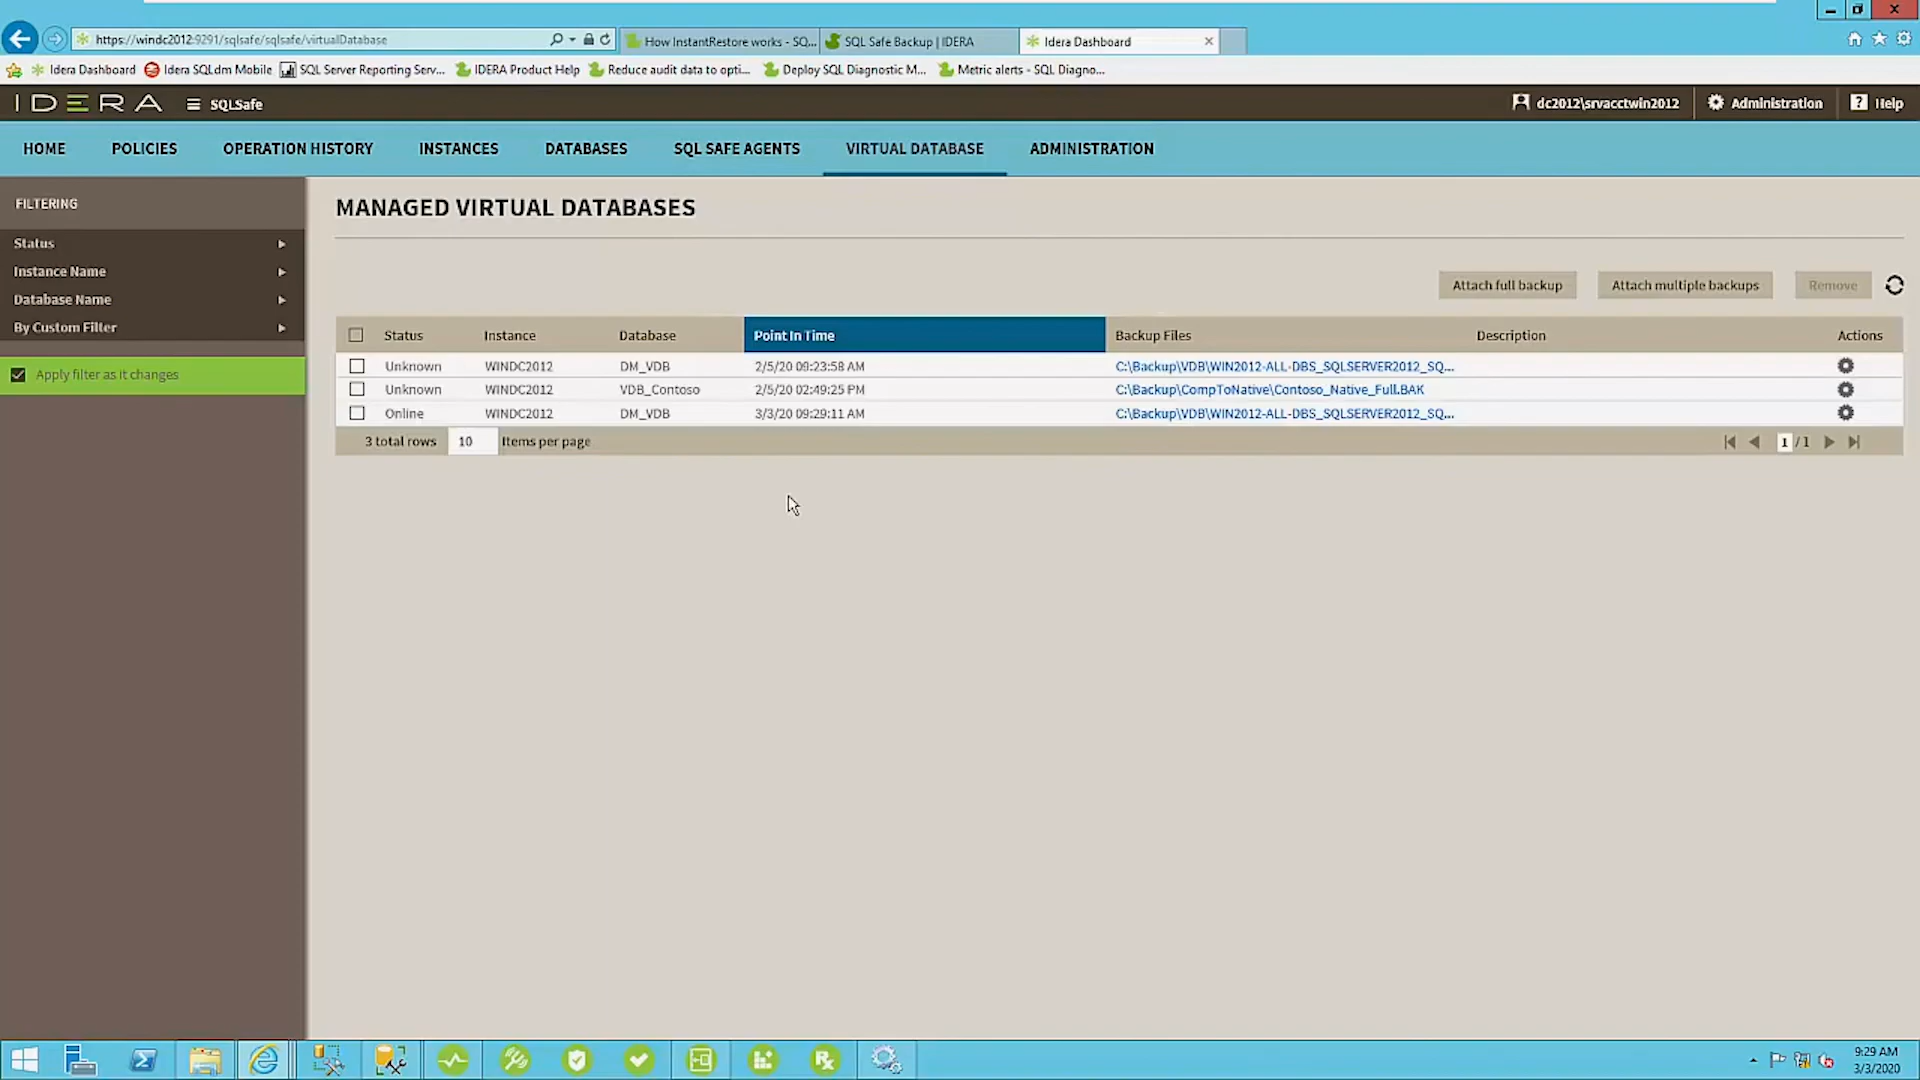 https://windc2012:9291/sqlsafe/sqlsafe/virtualDatabase
How InstantRestore works - SQ...
SQL Safe Backup | IDERA
Idera Dashboard
Idera Dashboard
Idera SQLdm Mobile
SQL Server Reporting Serv...
IDERA Product Help
Reduce audit data to opti...
Deploy SQL Diagnostic M...
Metric alerts - SQL Diagno...
IDERA SQLSafe
dc2012\srvacctwin2012 Administration ? Help
HOME POLICIES OPERATION HISTORY INSTANCES DATABASES SQL SAFE AGENTS VIRTUAL DATABASE ADMINISTRATION
FILTERING
Status
Instance Name
Database Name
By Custom Filter
Apply filter as it changes
MANAGED VIRTUAL DATABASES
Attach full backup Attach multiple backups Remove
Status Instance Database Point In Time Backup Files Description Actions
Unknown WINDC2012 DM_VDB 2/5/20 09:23:58 AM C:\Backup\VDB\WIN2012-ALL-DBS_SQLSERVER2012_SQ...
Unknown WINDC2012 VDB_Contoso 2/5/20 02:49:25 PM C:\Backup\CompToNative\Contoso_Native_Full.BAK
Online WINDC2012 DM_VDB 3/3/20 09:29:11 AM C:\Backup\VDB\WIN2012-ALL-DBS_SQLSERVER2012_SQ...
3 total rows 10 Items per page 1 / 1
9:29 AM
3/3/2020